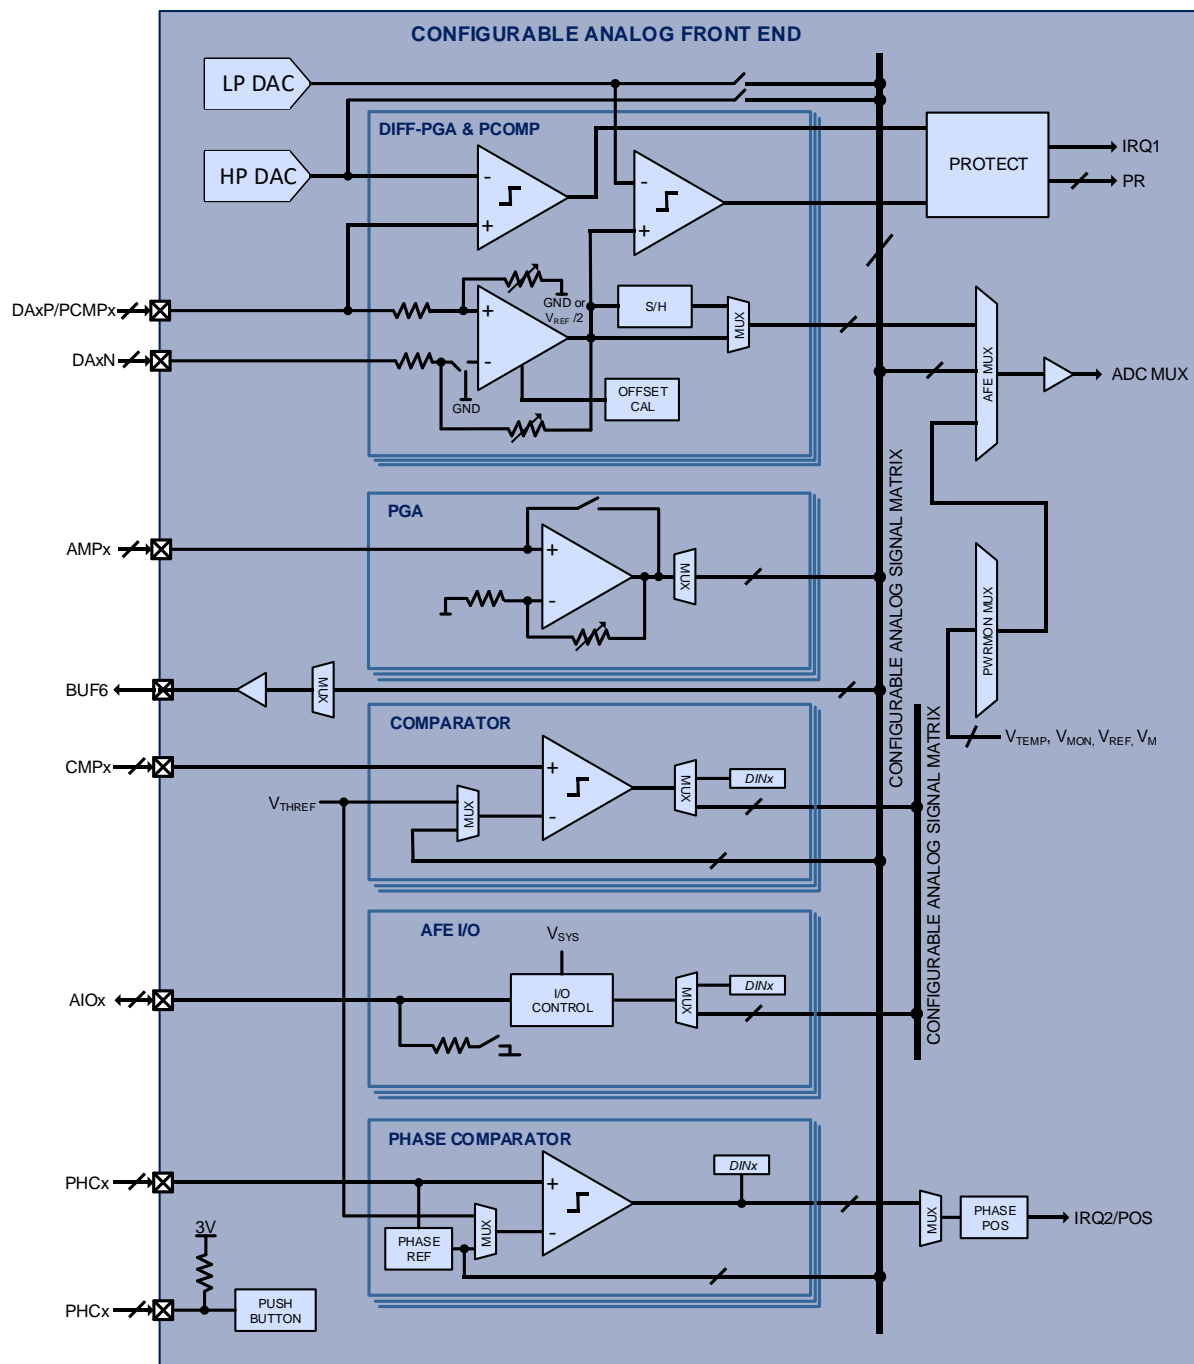 CONFIGURABLE ANALOG FRONT END
LP DAC
HP DAC
DIFF-PGA & PCOMP
-
+
-
+
PROTECT
IRQ1
PR
DAxP/PCMPx
DAxN
+
-
GND
GND or
VREF /2
S/H
MUX
OFFSET
CAL
AFE MUX
ADC MUX
CONFIGURABLE ANALOG SIGNAL MATRIX
PGA
AMPx
+
-
MUX
PWRMON MUX
VTEMP, VMON, VREF, VM
BUF6
MUX
COMPARATOR
CMPx
VTHREF
MUX
+
-
MUX
DINx
CONFIGURABLE ANALOG SIGNAL MATRIX
AFE I/O
VSYS
AIOx
I/O
CONTROL
MUX
DINx
PHASE COMPARATOR
PHCx
+
-
PHASE
REF
MUX
DINx
MUX
PHASE
POS
IRQ2/POS
3V
PHCx
PUSH
BUTTON